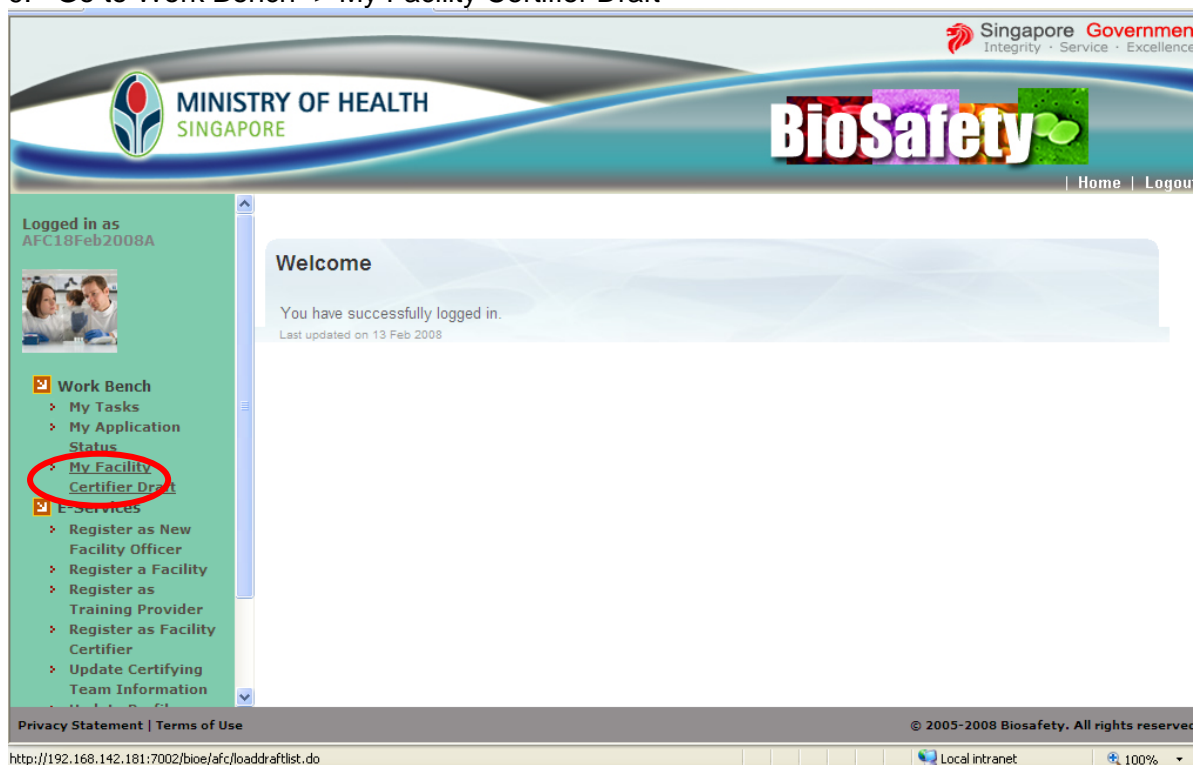 Singapore Governmen
Integrity · Service · Excellence
MINISTRY OF HEALTH
SINGAPORE
BioSafety
| Home | Logout
Logged in as
AFC18Feb2008A
Welcome
You have successfully logged in.
Last updated on 13 Feb 2008
Work Bench
My Tasks
My Application
Status
My Facility
Certifier Draft
E-Services
Register as New
Facility Officer
Register a Facility
Register as
Training Provider
Register as Facility
Certifier
Update Certifying
Team Information
Privacy Statement | Terms of Use
© 2005-2008 Biosafety. All rights reserved
http://192.168.142.181:7002/bioe/afc/loaddraftlist.do
Local intranet
100%